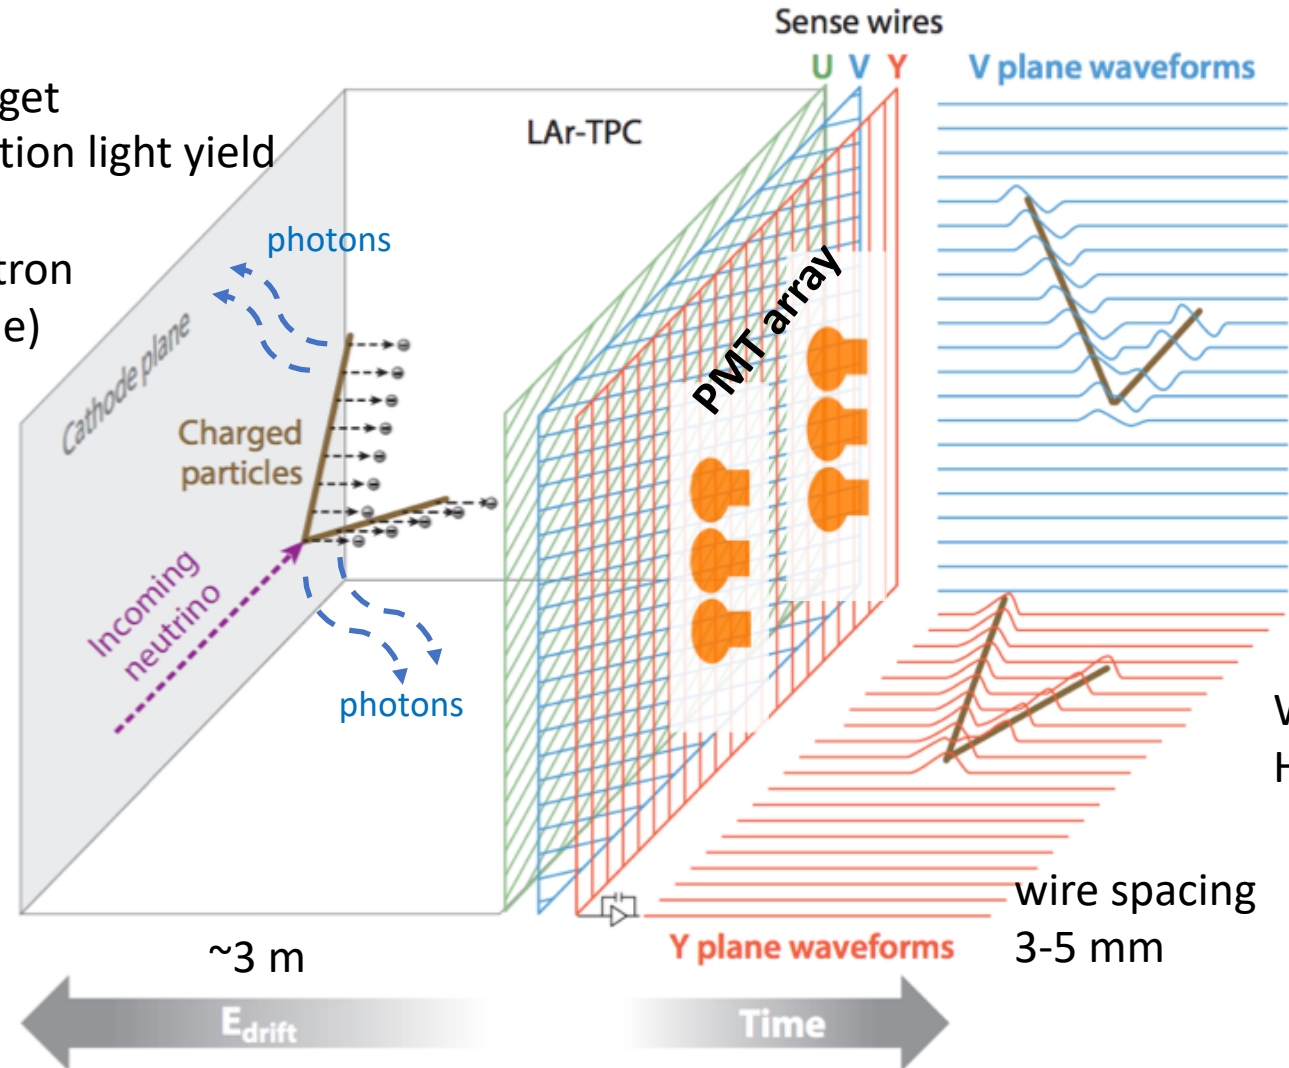 Sense wires
U V Y
V plane waveforms
get
tion light yield
LAr-TPC
photons
tron
e)
PMT array
Cathode plane
Charged
particles
Incoming
neutrino
photons
V
H
wire spacing
3-5 mm
~3 m
Y plane waveforms
Edrift
Time